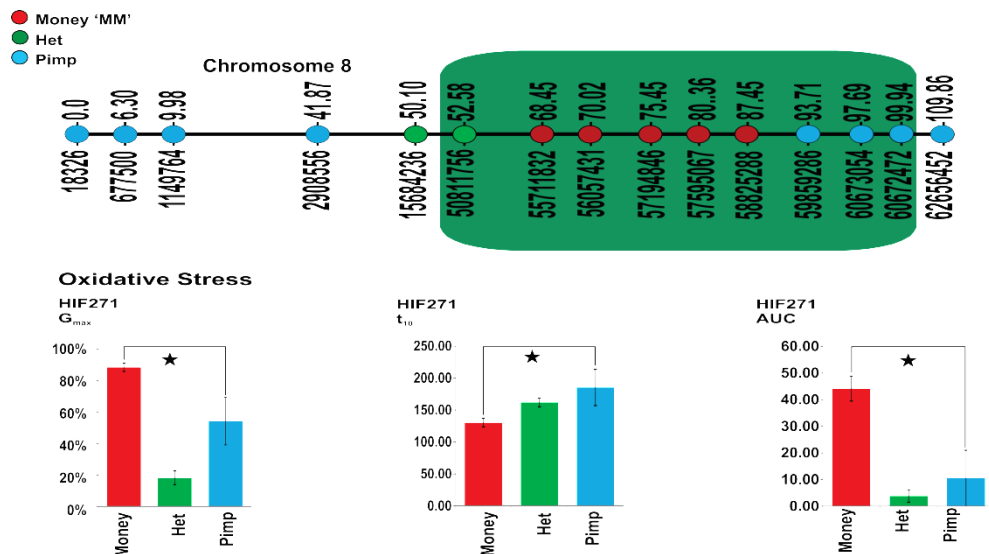 Money ‘MM’
Het
Pimp
Chromosome 8
0.0
6.30
9.98
41.87
50.10
52.58
68.45
70.02
75.45
80..36
87.45
93.71
97.69
99.94
109.86
18326
677500
1149764
2908556
15684236
50811756
55711832
56057431
57194846
57595067
58825288
59859286
60673054
60672472
62656452
Oxidative Stress
HIF271
Gmax
100%
80%
60%
40%
20%
0%
Money
Het
Pimp
HIF271
t10
250.00
200.00
150.00
100.00
50.00
0.00
Money
Het
Pimp
HIF271
AUC
60.00
50.00
40.00
30.00
20.00
10.00
0.00
Money
Het
Pimp